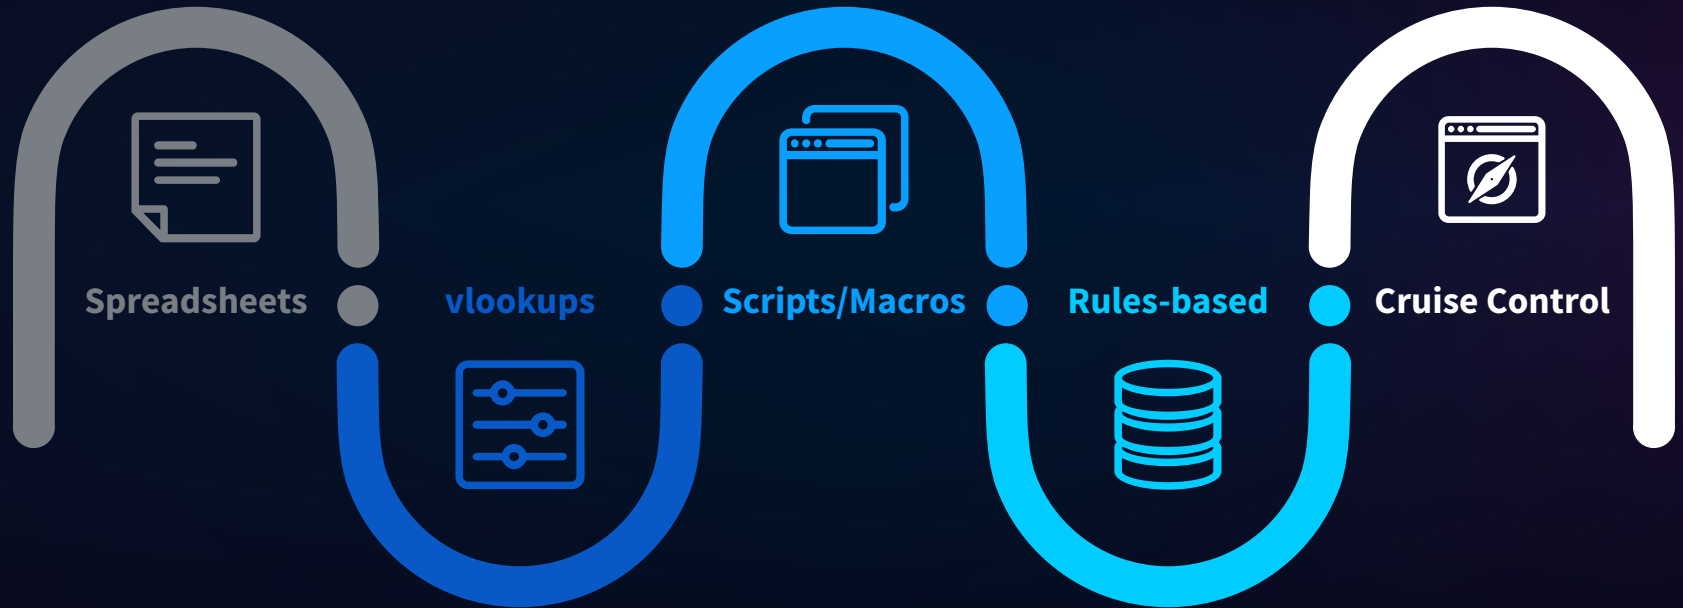 Spreadsheets
vlookups
Scripts/Macros
Rules-based
Cruise Control